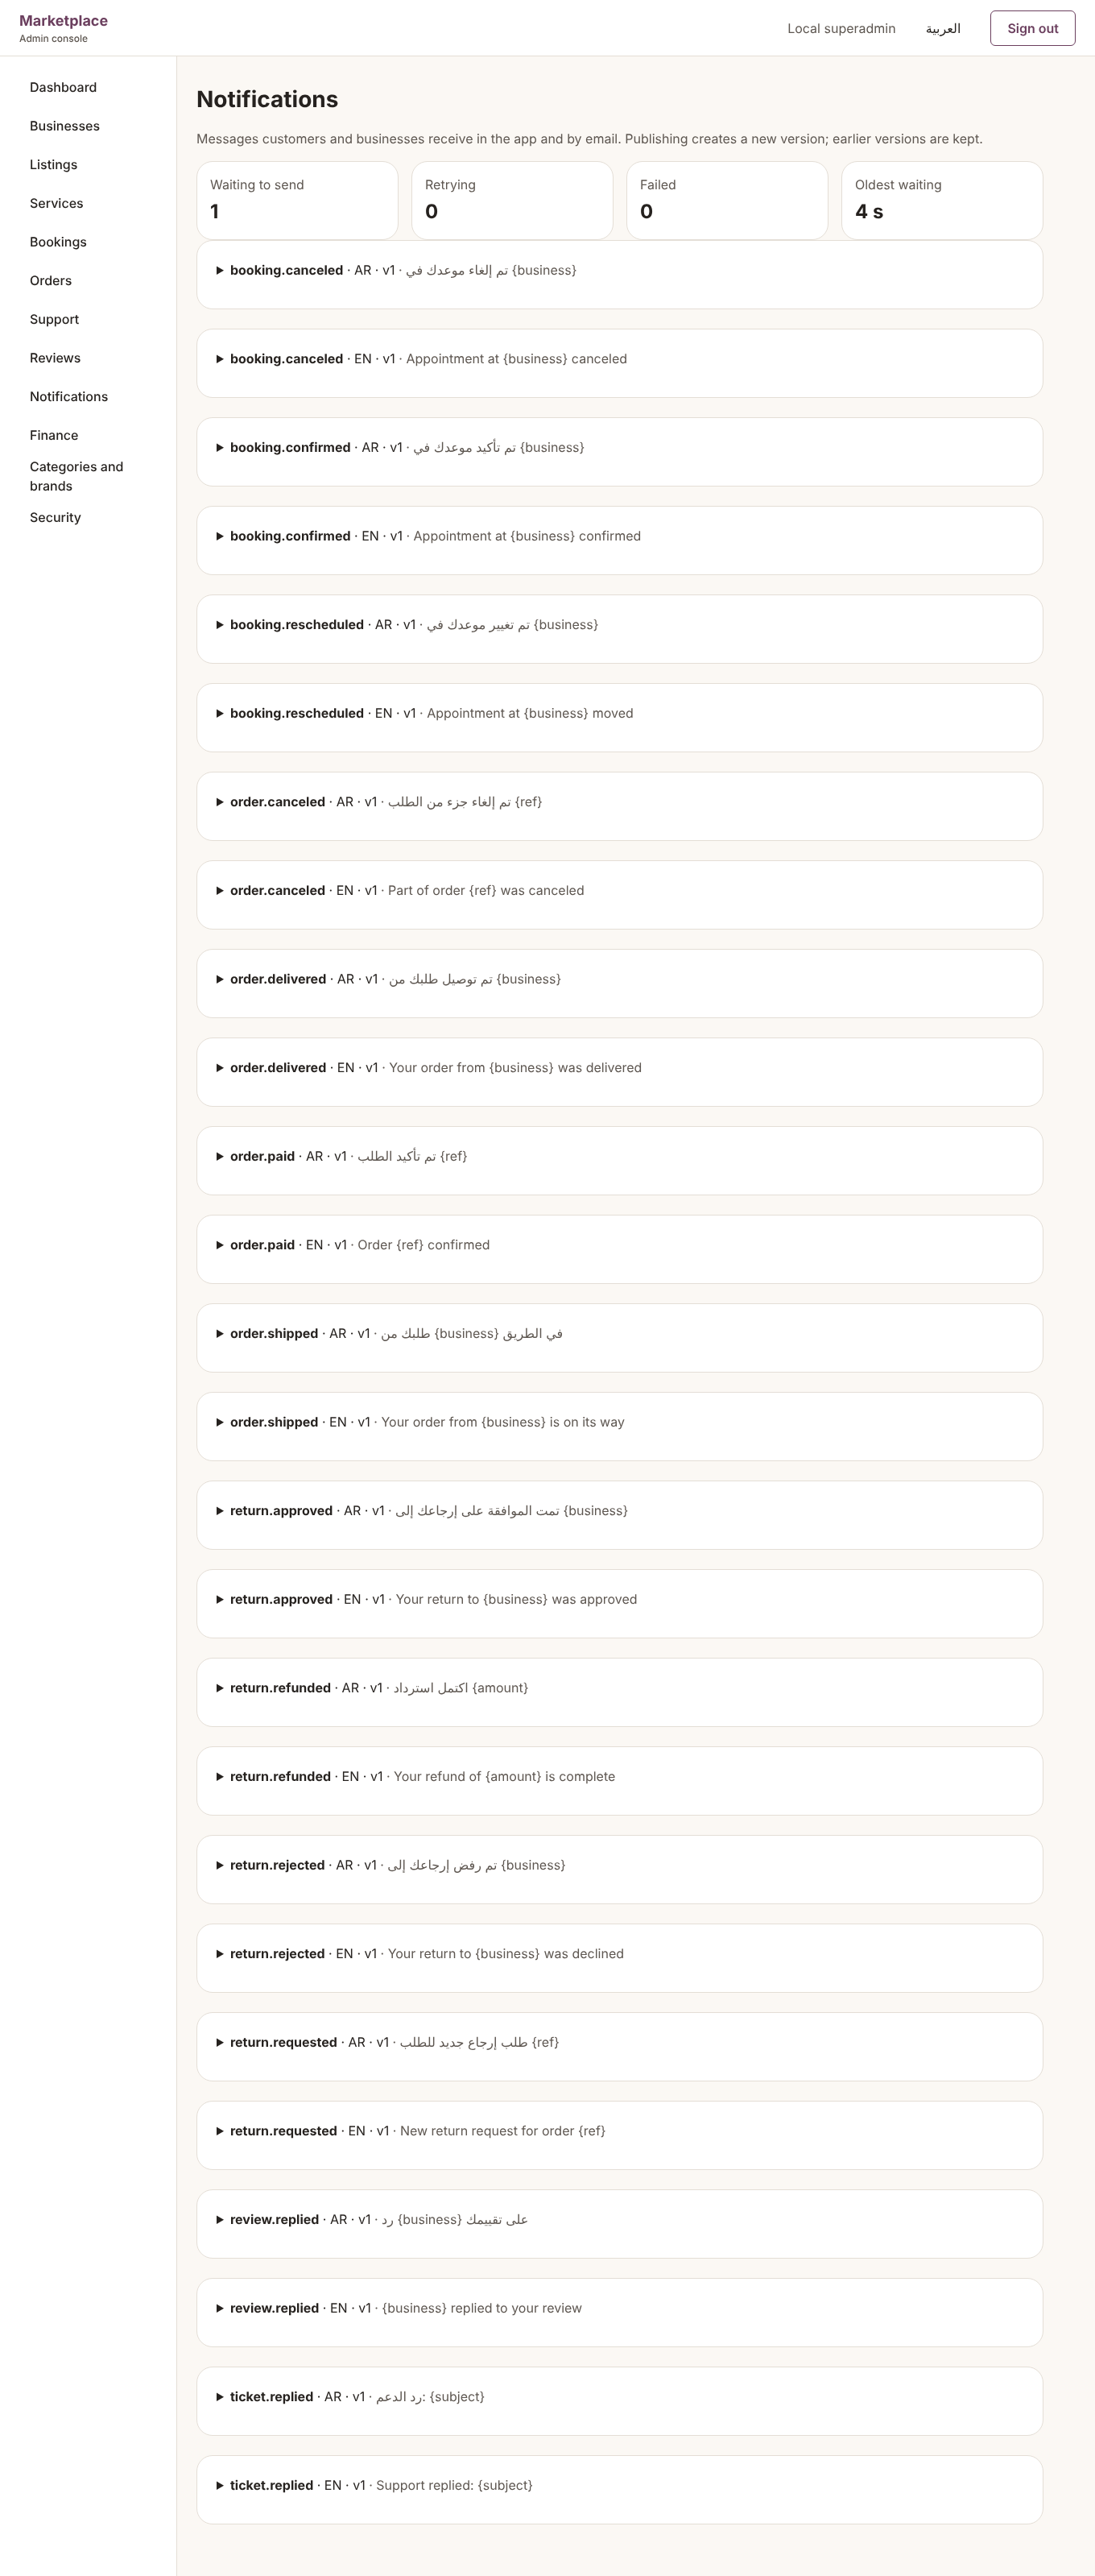 Marketplace
Admin console
Local superadmin
العربية
Sign out
Dashboard
Businesses
Listings
Services
Bookings
Orders
Support
Reviews
Notifications
Finance
Categories and
brands
Security
Notifications
Messages customers and businesses receive in the app and by email. Publishing creates a new version; earlier versions are kept.
Waiting to send
1
Retrying
0
Failed
0
Oldest waiting
4 s
booking.canceled · AR · v1 · تم إلغاء موعدك في {business}
booking.canceled · EN · v1 · Appointment at {business} canceled
booking.confirmed · AR · v1 · تم تأكيد موعدك في {business}
booking.confirmed · EN · v1 · Appointment at {business} confirmed
booking.rescheduled · AR · v1 · تم تغيير موعدك في {business}
booking.rescheduled · EN · v1 · Appointment at {business} moved
order.canceled · AR · v1 · تم إلغاء جزء من الطلب {ref}
order.canceled · EN · v1 · Part of order {ref} was canceled
order.delivered · AR · v1 · تم توصيل طلبك من {business}
order.delivered · EN · v1 · Your order from {business} was delivered
order.paid · AR · v1 · تم تأكيد الطلب {ref}
order.paid · EN · v1 · Order {ref} confirmed
order.shipped · AR · v1 · طلبك من {business} في الطريق
order.shipped · EN · v1 · Your order from {business} is on its way
return.approved · AR · v1 · تمت الموافقة على إرجاعك إلى {business}
return.approved · EN · v1 · Your return to {business} was approved
return.refunded · AR · v1 · اكتمل استرداد {amount}
return.refunded · EN · v1 · Your refund of {amount} is complete
return.rejected · AR · v1 · تم رفض إرجاعك إلى {business}
return.rejected · EN · v1 · Your return to {business} was declined
return.requested · AR · v1 · طلب إرجاع جديد للطلب {ref}
return.requested · EN · v1 · New return request for order {ref}
review.replied · AR · v1 · رد {business} على تقييمك
review.replied · EN · v1 · {business} replied to your review
ticket.replied · AR · v1 · رد الدعم: {subject}
ticket.replied · EN · v1 · Support replied: {subject}